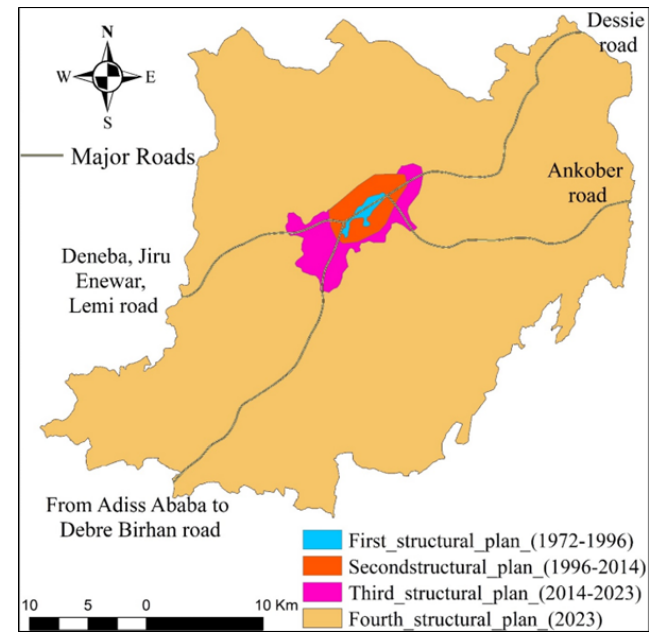 Dessie
road
N
W E
S
Major Roads
Ankober
road
Deneba, Jiru
Enewar,
Lemi road
From Adiss Ababa to
Debre Birhan road
First_structural_plan_(1972-1996)
Secondstructural_plan_(1996-2014)
Third_structural_plan_(2014-2023)
Fourth_structural_plan_(2023)
10 5 0 10 Km